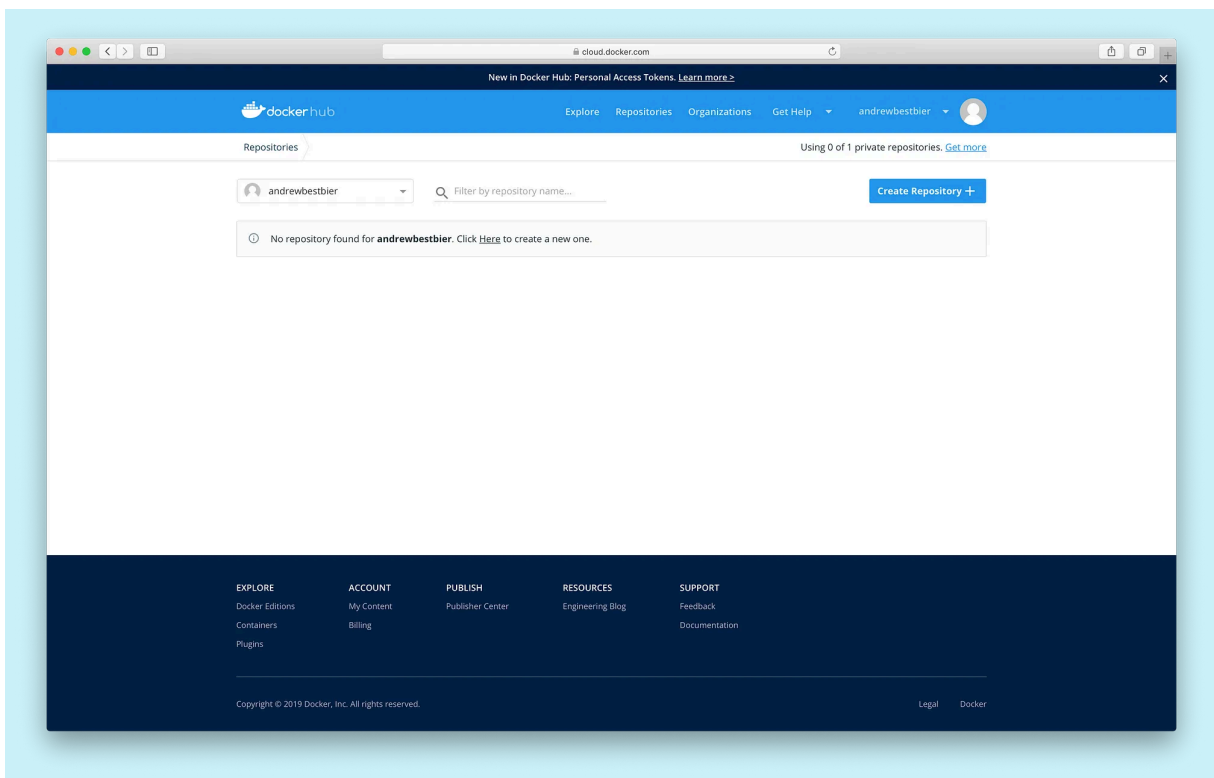 cloud.docker.com
New in Docker Hub: Personal Access Tokens. Learn more >
dockerhub
Explore Repositories Organizations Get Help andrewbestbier
Repositories
Using 0 of 1 private repositories. Get more
andrewbestbier
Filter by repository name...
Create Repository +
No repository found for andrewbestbier. Click Here to create a new one.
EXPLORE ACCOUNT PUBLISH RESOURCES SUPPORT
Docker Editions My Content Publisher Center Engineering Blog Feedback
Containers Billing Documentation
Plugins
Copyright © 2019 Docker, Inc. All rights reserved.
Legal Docker